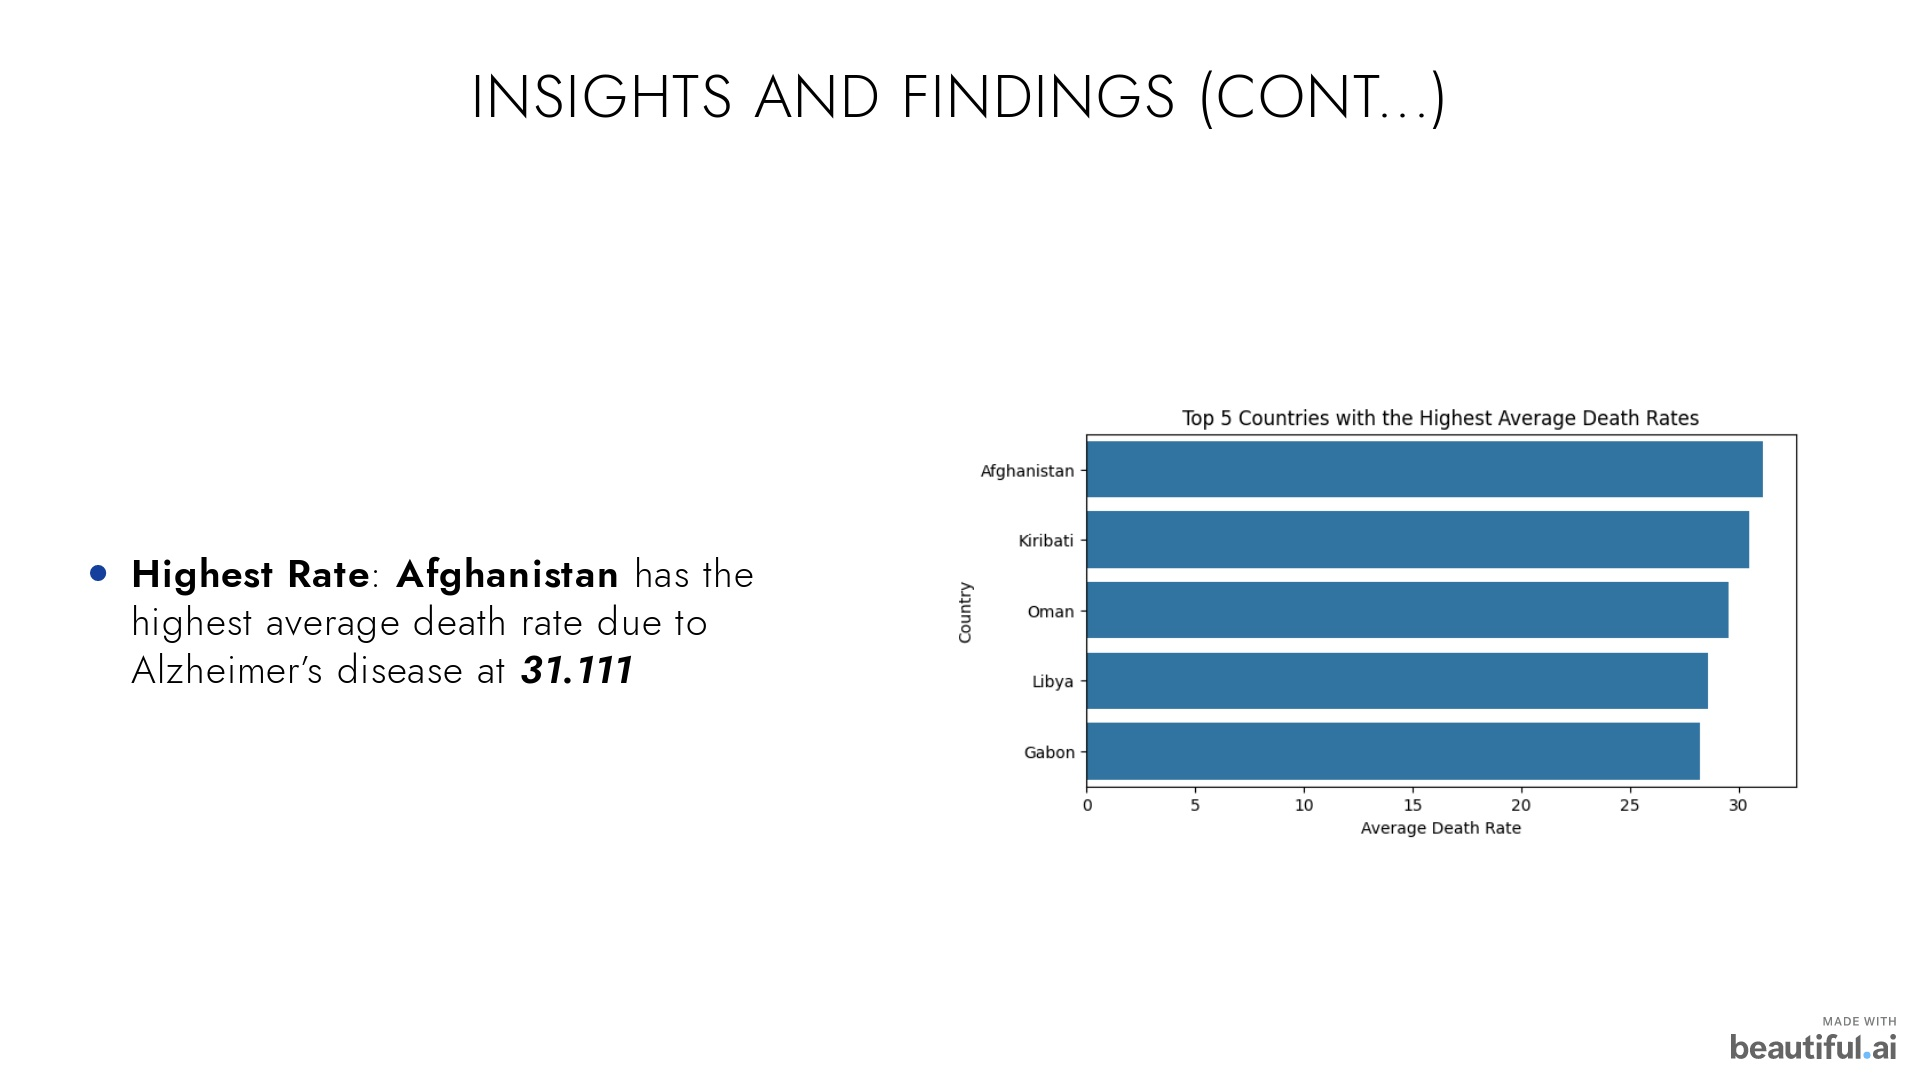 INSIGHTS AND FINDINGS (CONT...)
Highest Rate: Afghanistan has the
highest average death rate due to
Alzheimer’s disease at 31.111
Top 5 Countries with the Highest Average Death Rates
Country
Afghanistan
Kiribati
Oman
Libya
Gabon
0 5 10 15 20 25 30
Average Death Rate
MADE WITH
beautiful.ai